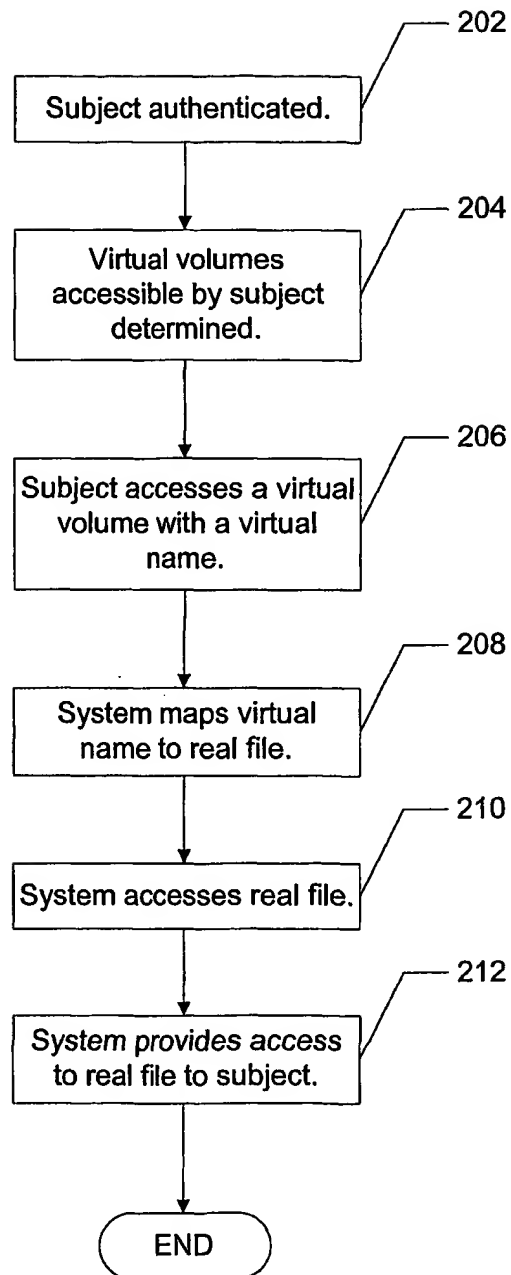 202
Subject authenticated.
204
Virtual volumes
accessible by subject
determined.
206
Subject accesses a virtual
volume with a virtual
name.
208
System maps virtual
name to real file.
210
System accesses real file.
212
System provides access
to real file to subject.
END